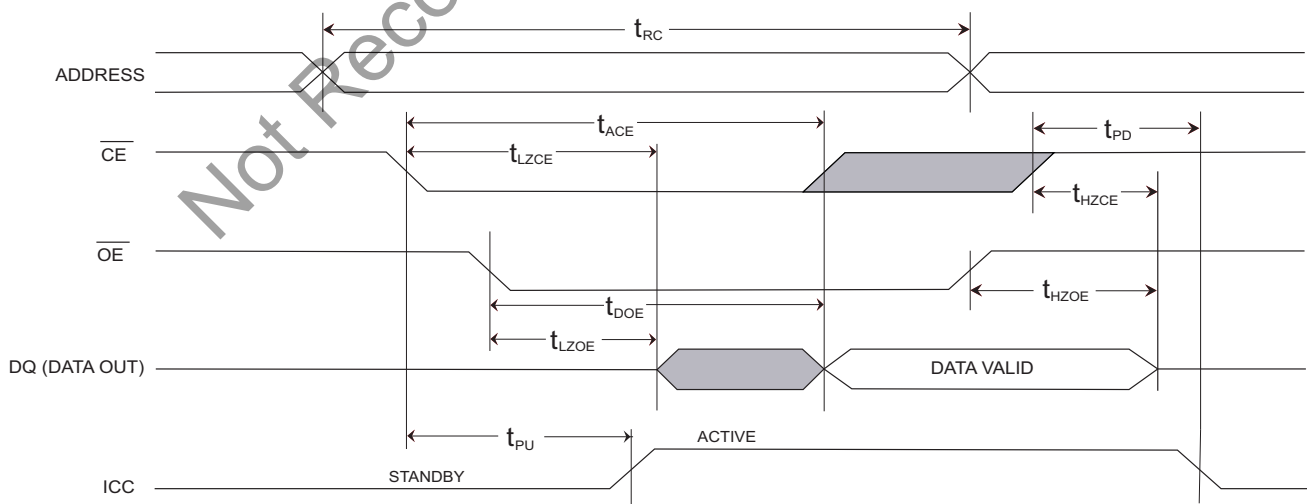 Not Reco
tRC
ADDRESS
tACE
tPD
CE
tLZCE
tHZCE
OE
tHZOE
tDOE
tLZOE
DQ (DATA OUT)
DATA VALID
tPU
ACTIVE
STANDBY
ICC